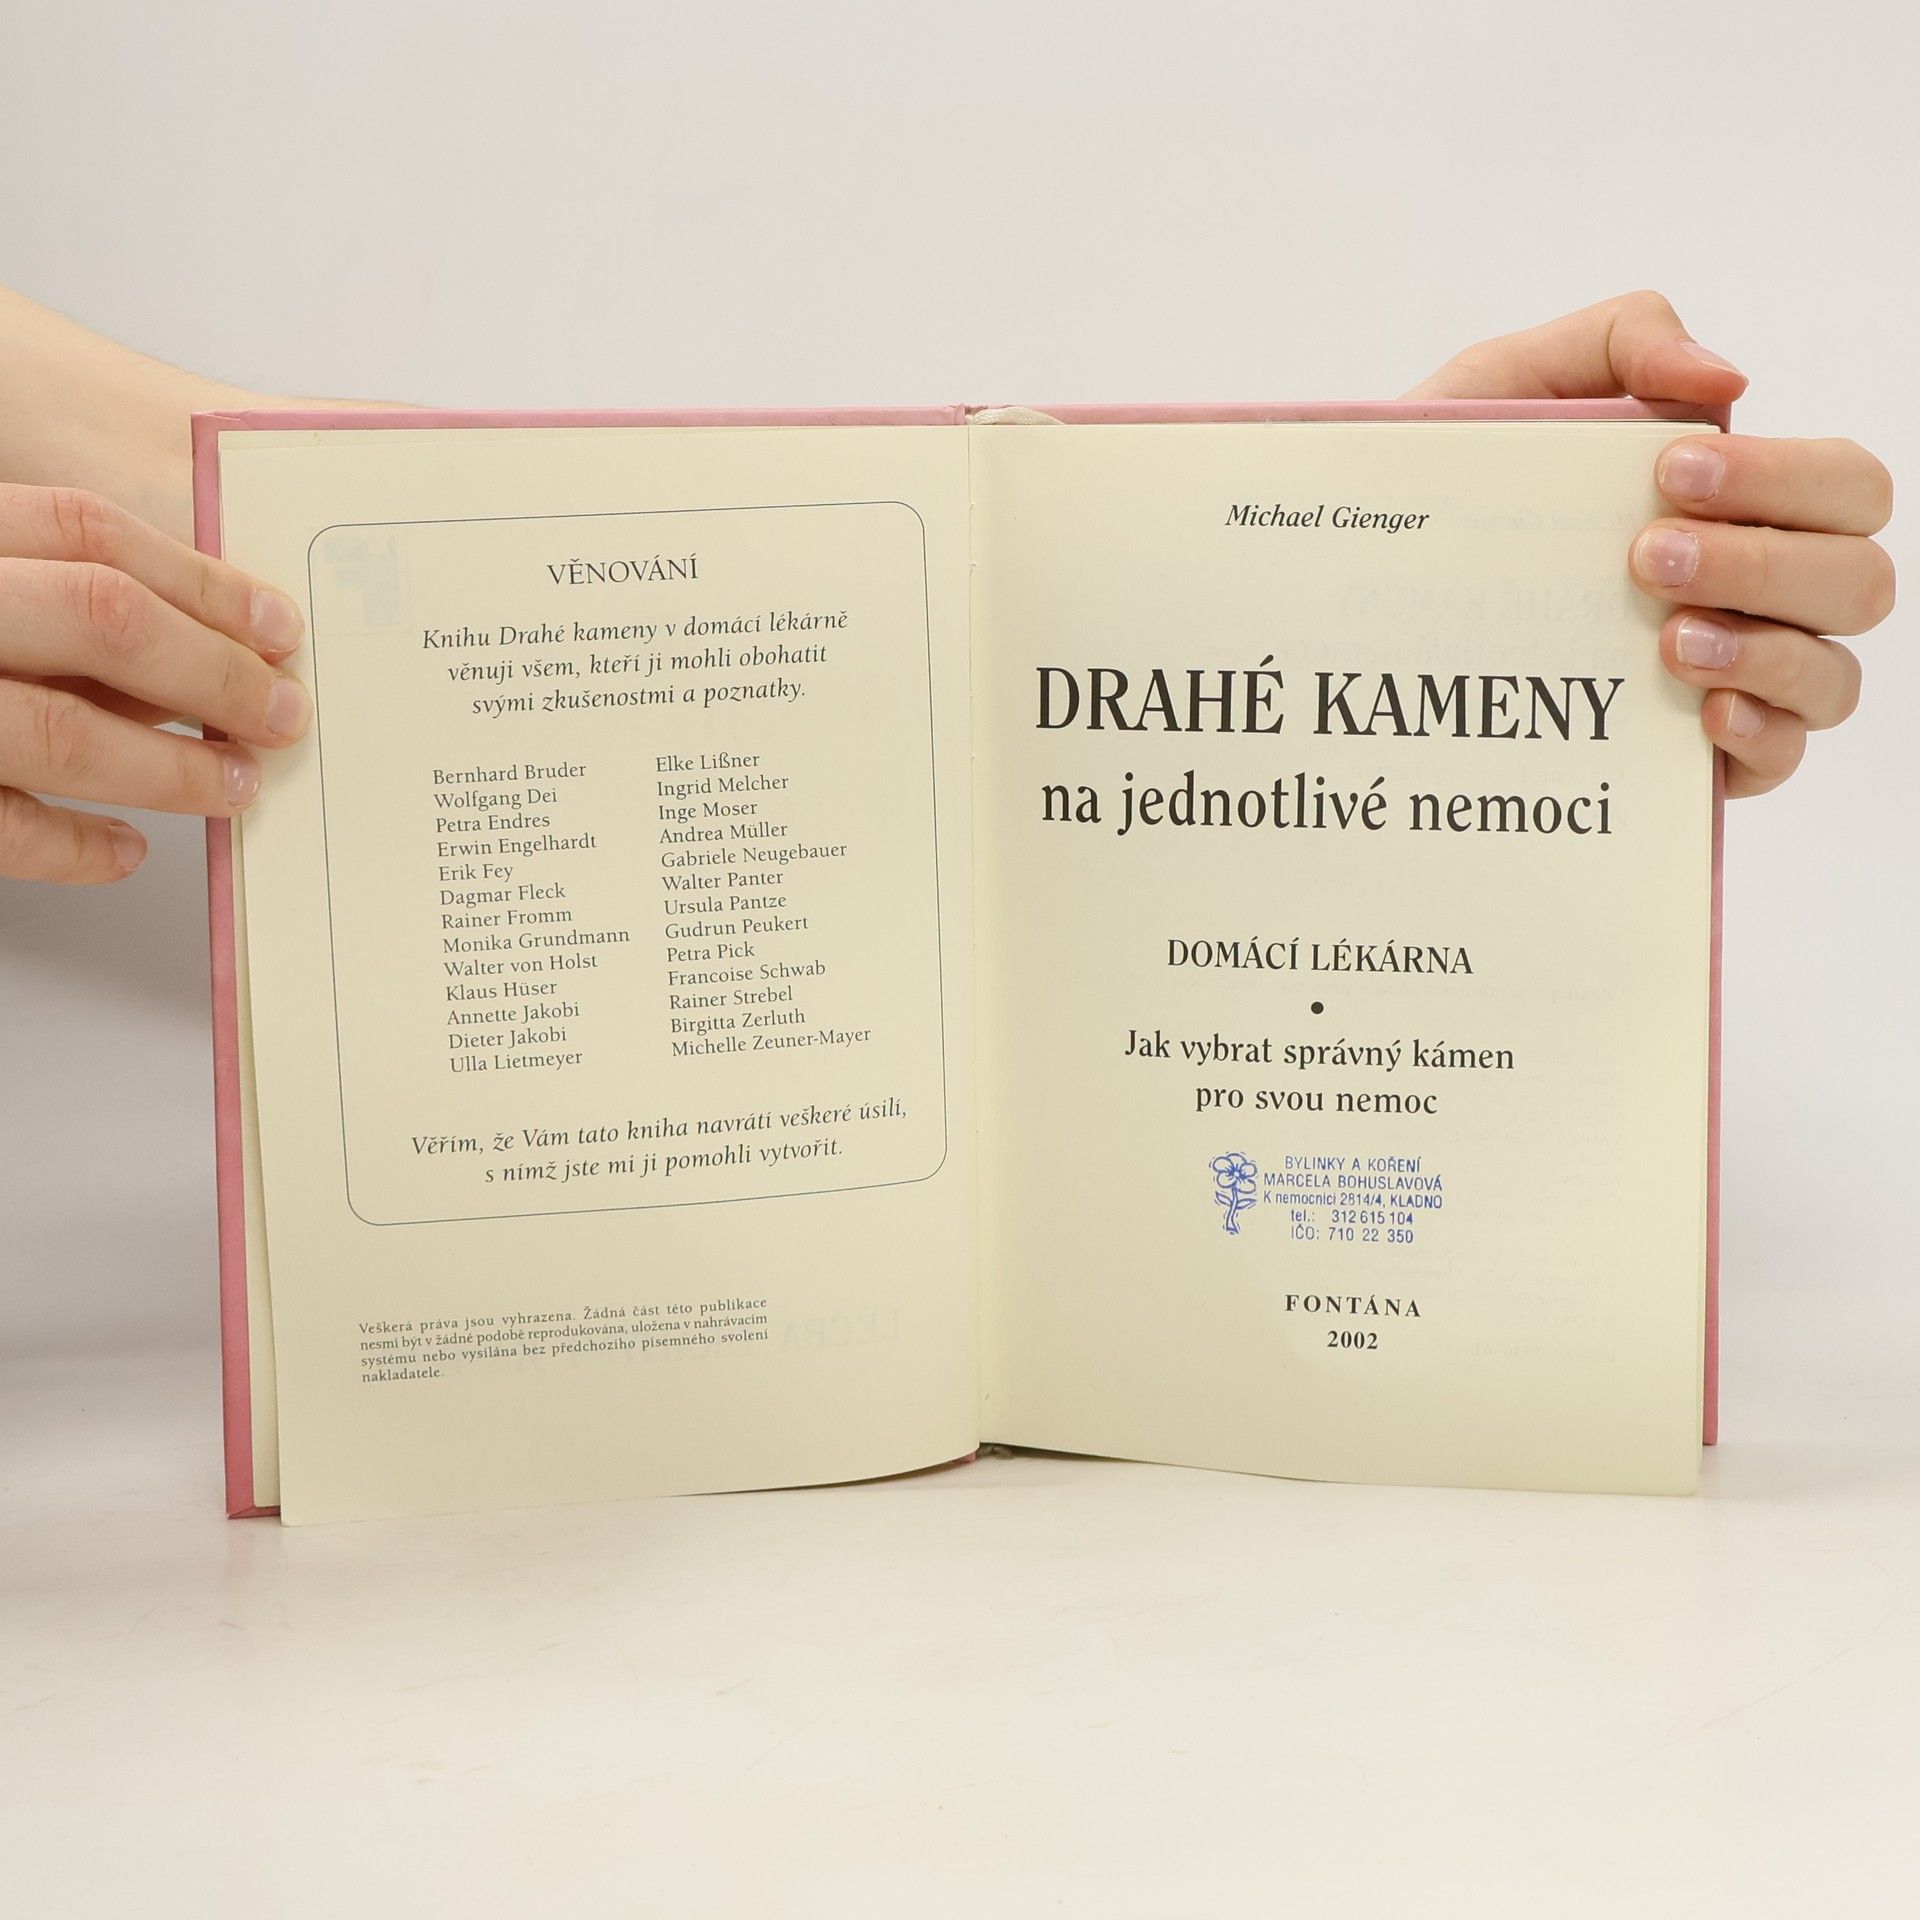 VĚNOVÁNÍ
Knihu Drahé kameny v domácí lékárně
věnuji všem, kteří ji mohli obohatit
svými zkušenostmi a poznatky.
Bernhard Bruder
Wolfgang Dei
Petra Endres
Erwin Engelhardt
Erik Fey
Dagmar Fleck
Rainer Fromm
Monika Grundmann
Walter von Holst
Klaus Hüser
Annette Jakobi
Dieter Jakobi
Ulla Lietmeyer
Elke Lißner
Ingrid Melcher
Inge Moser
Andrea Müller
Gabriele Neugebauer
Walter Panter
Ursula Pantze
Gudrun Peukert
Petra Pick
Francoise Schwab
Rainer Strebel
Birgitta Zerluth
Michelle Zeuner-Mayer
Věřím, že Vám tato kniha navrátí veškeré úsilí,
s nímž jste mi ji pomohli vytvořit.
Veškerá práva jsou vyhrazena. Žádná část této publikace
nesmí být v žádné podobě reprodukována, uložena v nahrávacím
systému nebo vysílána bez předchozího písemného svolení
nakladatele.
Michael Gienger
DRAHÉ KAMENY
na jednotlivé nemoci
DOMÁCÍ LÉKÁRNA
•
Jak vybrat správný kámen
pro svou nemoc
BYLINKY A KOŘENÍ
MARCELA BOHUSLAVOVÁ
K nemocnici 2814/4, KLADNO
tel.: 312 615 104
IČO: 710 22 350
FONTÁNA
2002